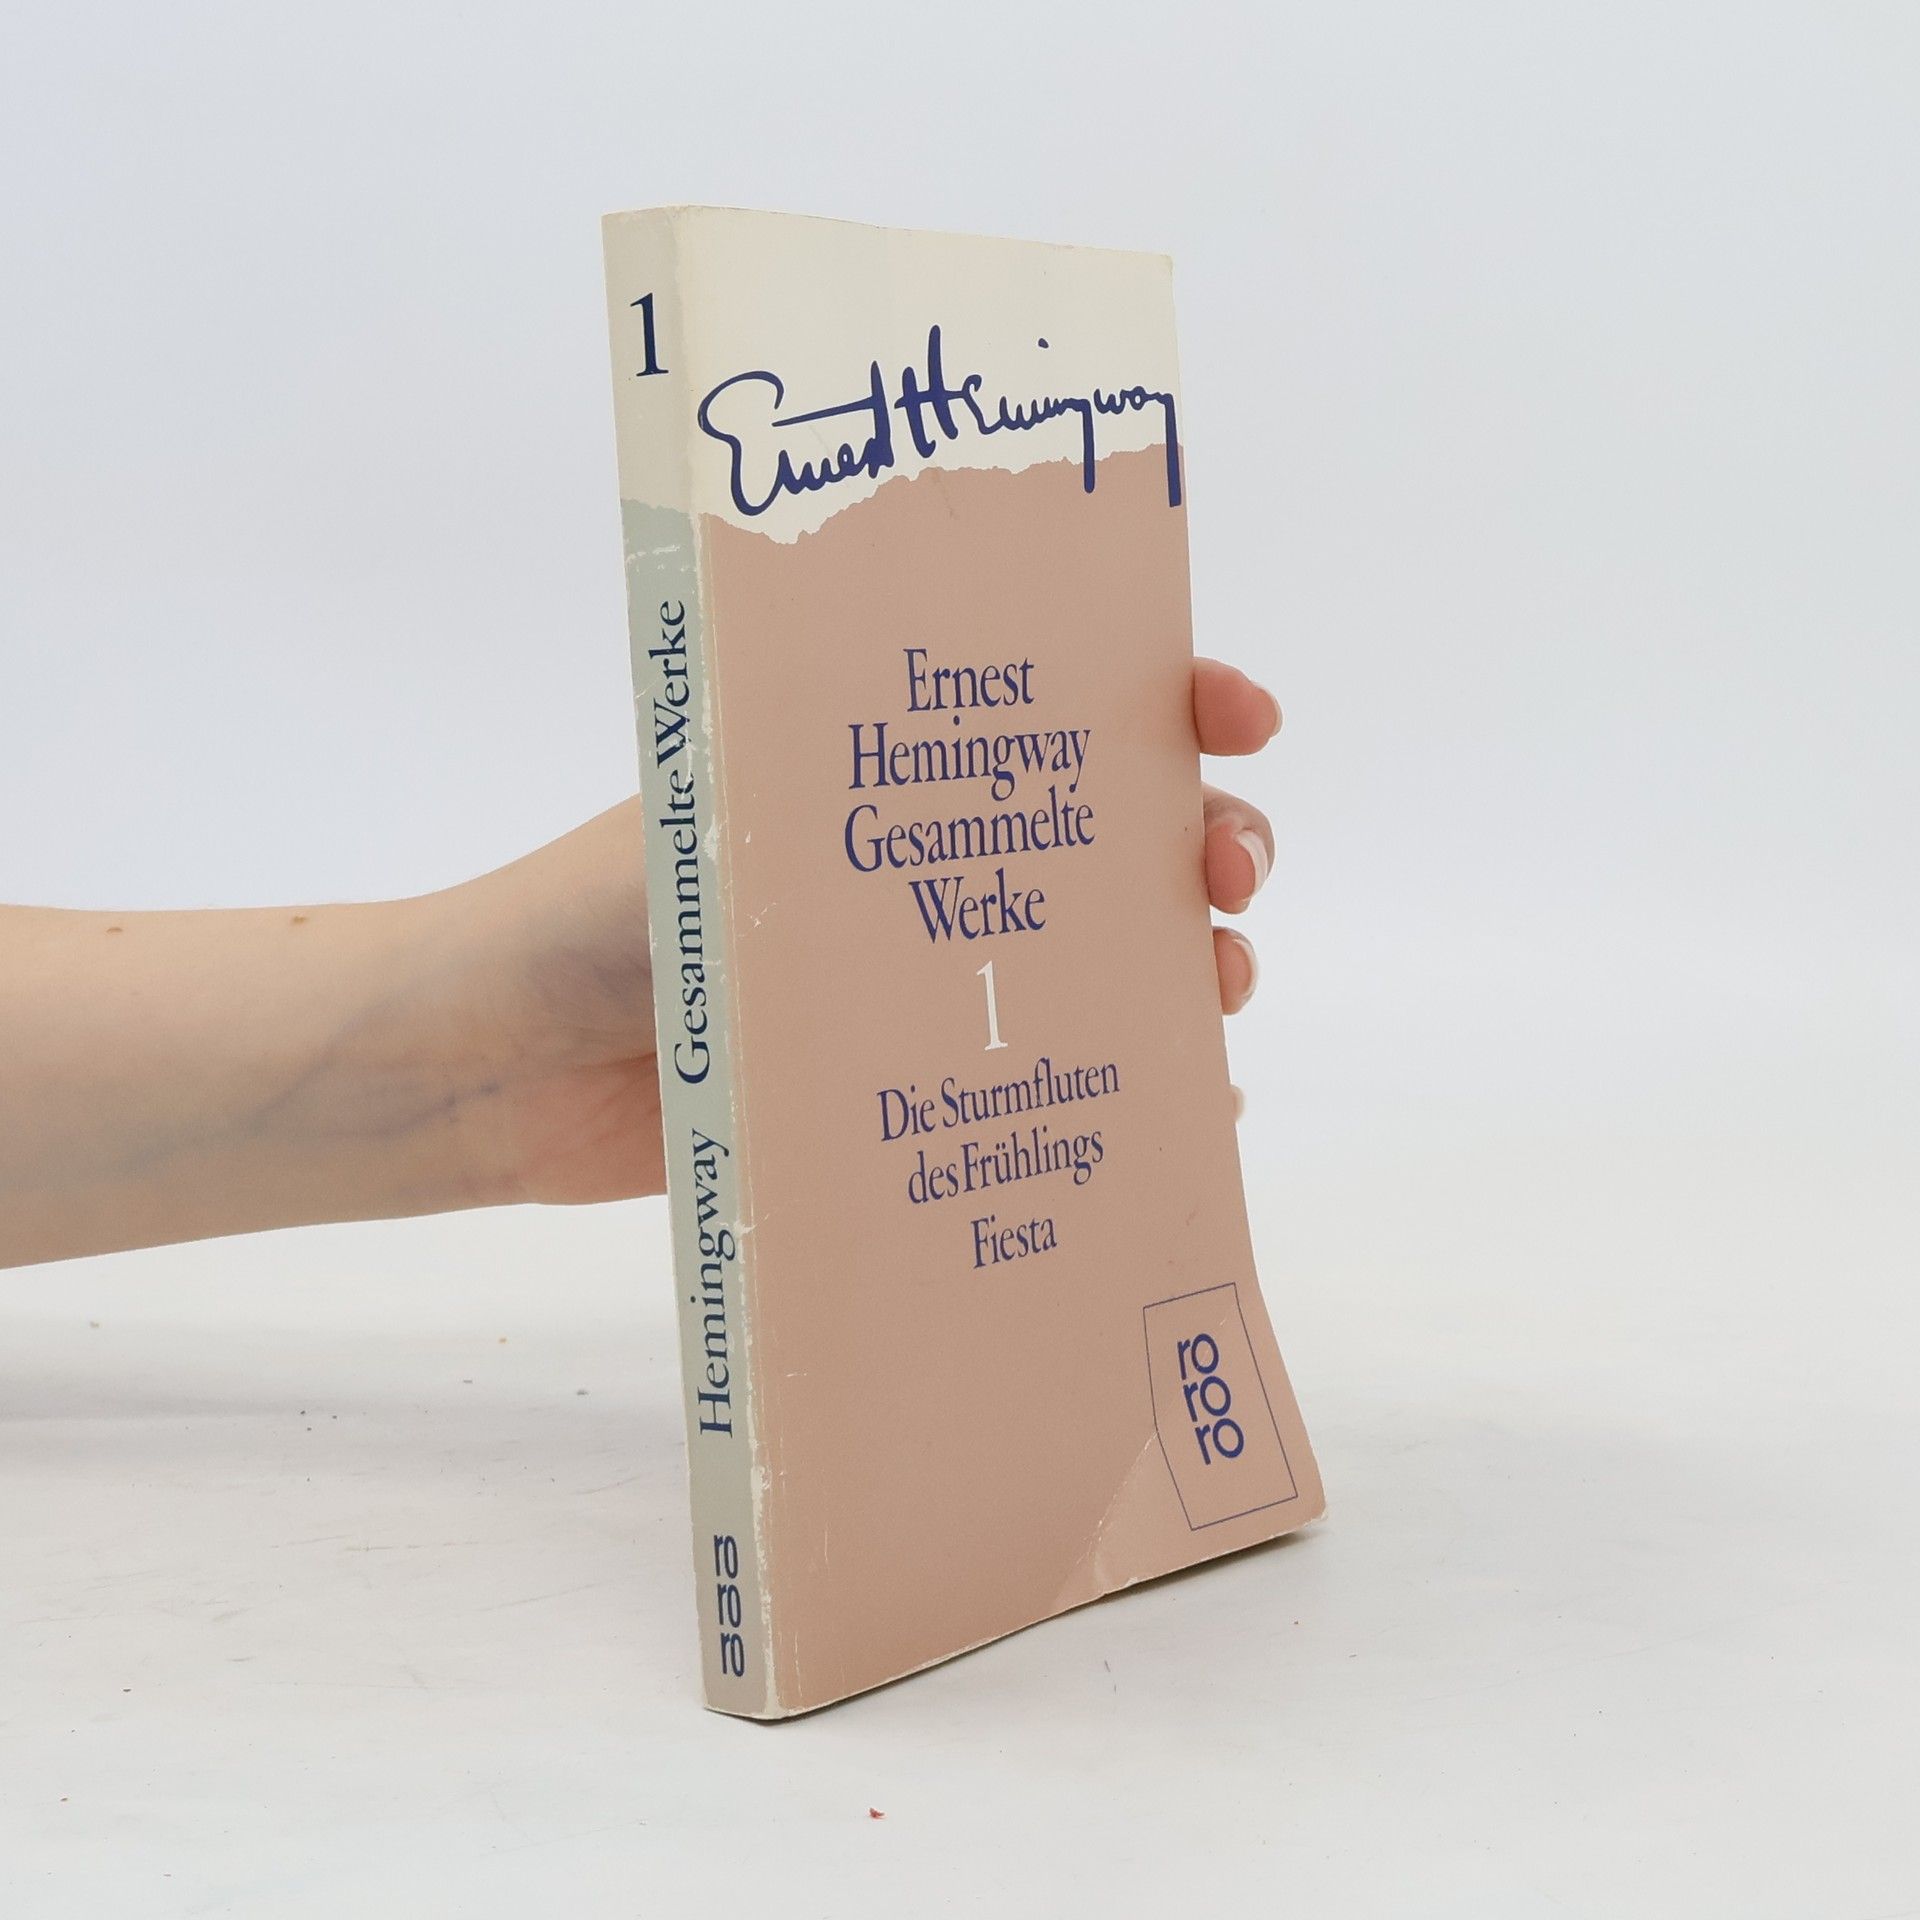 1
Hemingway Gesammelte Werke
ro
ro
ro
Ernest Hemingway
Ernest
Hemingway
Gesammelte
Werke
1
Die Sturmfluten
des Frühlings
Fiesta
ro
ro
ro